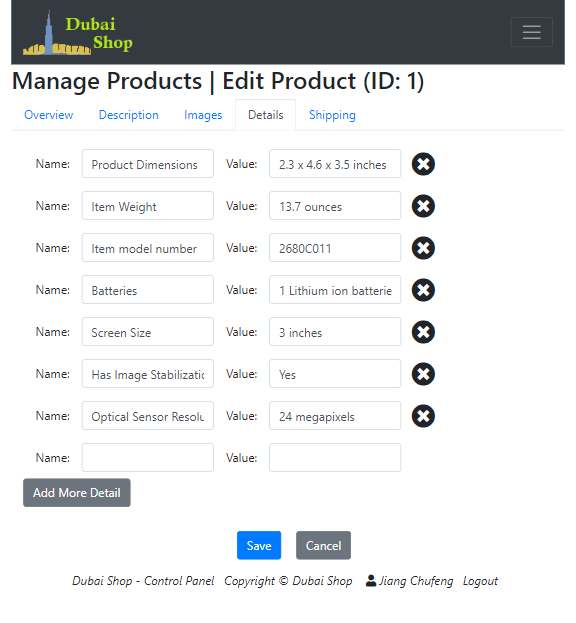 Dubai
Shop
Manage Products | Edit Product (ID: 1)
Overview Description Images Details Shipping
Name: Product Dimensions Value: 2.3 x 4.6 x 3.5 inches
Name: Item Weight Value: 13.7 ounces
Name: Item model number Value: 2680C011
Name: Batteries Value: 1 Lithium ion batterie
Name: Screen Size Value: 3 inches
Name: Has Image Stabilizatic Value: Yes
Name: Optical Sensor Resolu Value: 24 megapixels
Name: Value:
Add More Detail
Save Cancel
Dubai Shop - Control Panel Copyright © Dubai Shop Jiang Chufeng Logout